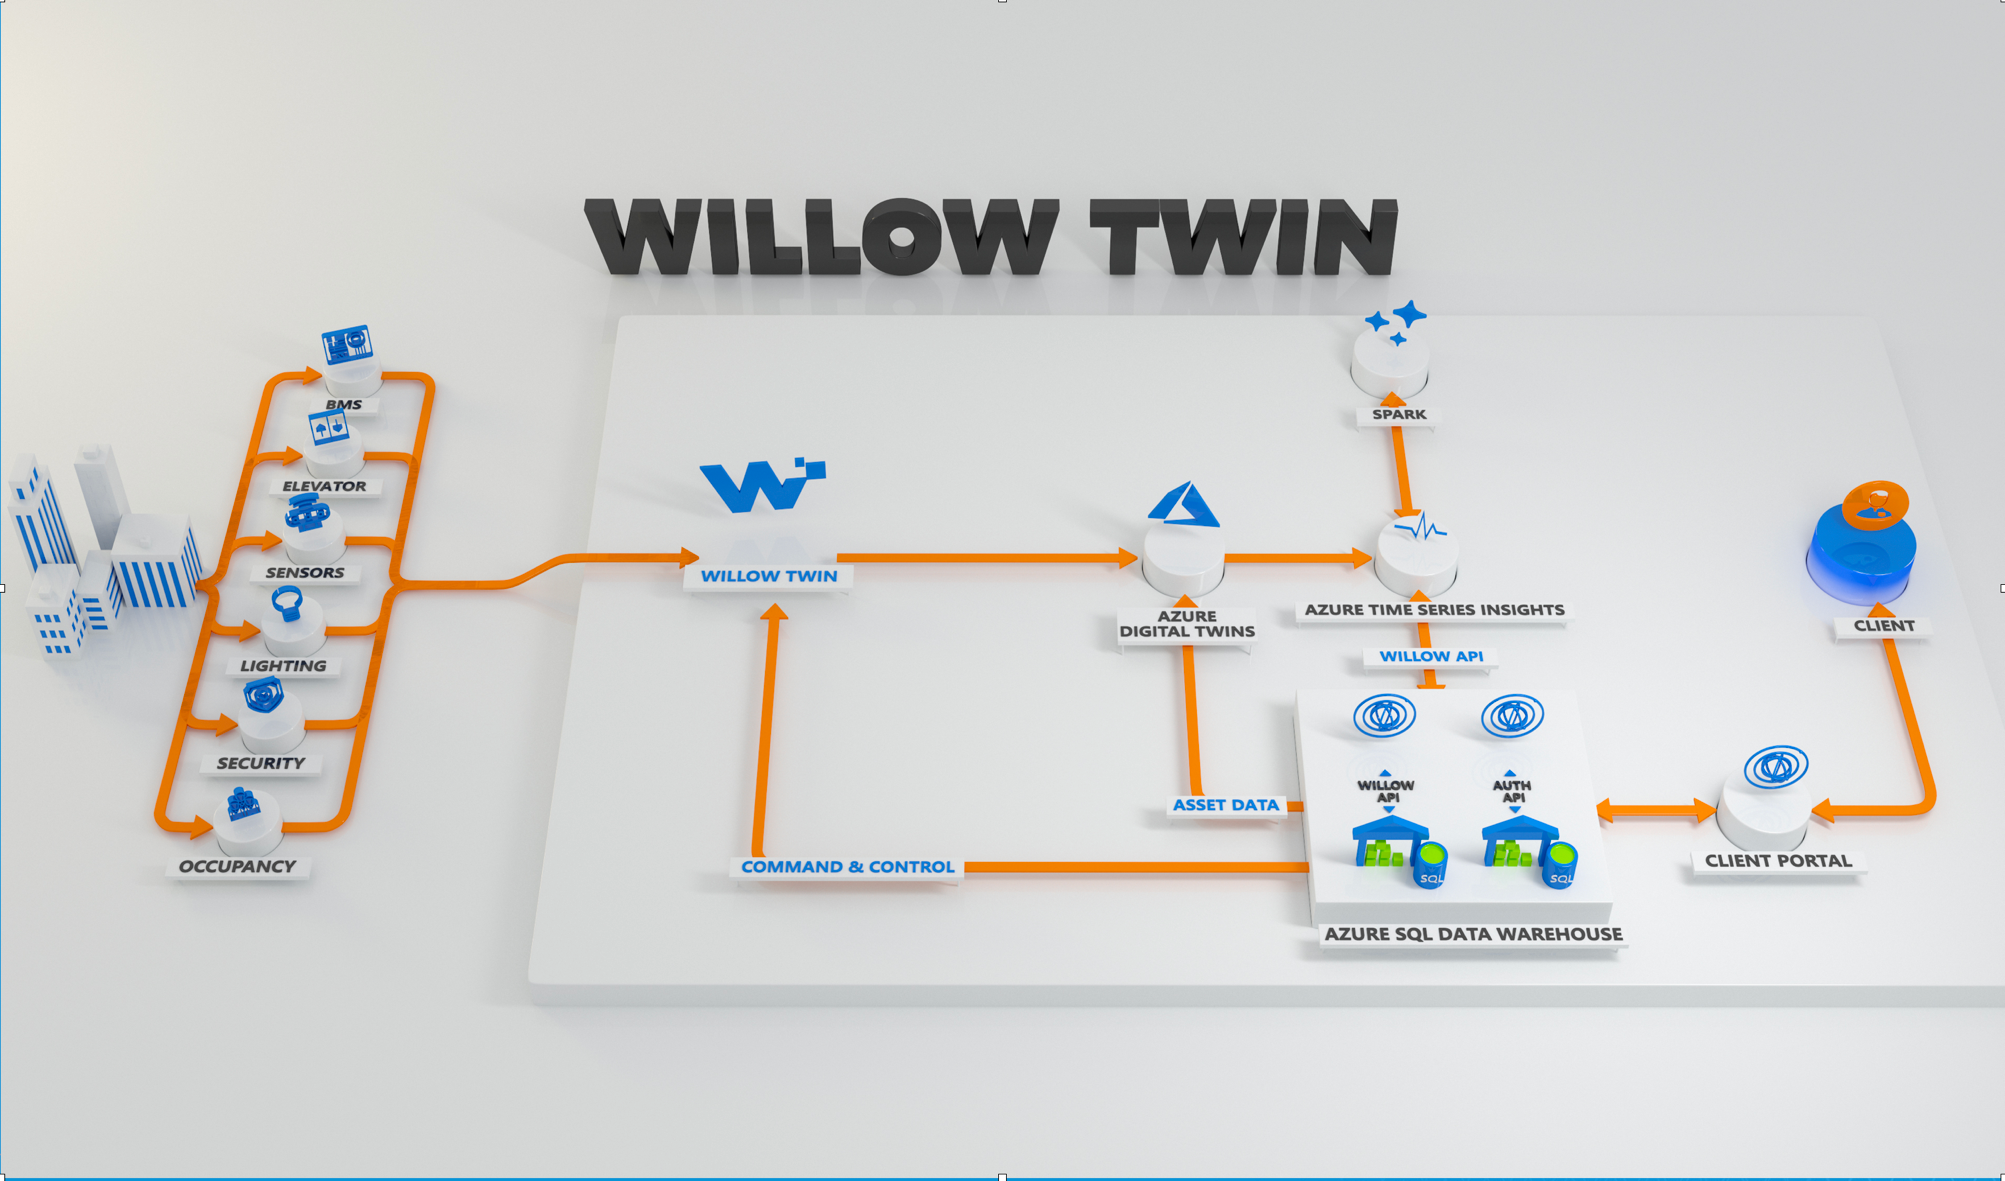 WILLOW TWIN
BMS
ELEVATOR
SENSORS
LIGHTING
SECURITY
OCCUPANCY
WILLOW TWIN
COMMAND & CONTROL
AZURE
DIGITAL TWINS
ASSET DATA
SPARK
AZURE TIME SERIES INSIGHTS
WILLOW API
WILLOW
API
AUTH
API
SQL
SQL
AZURE SQL DATA WAREHOUSE
CLIENT
CLIENT PORTAL